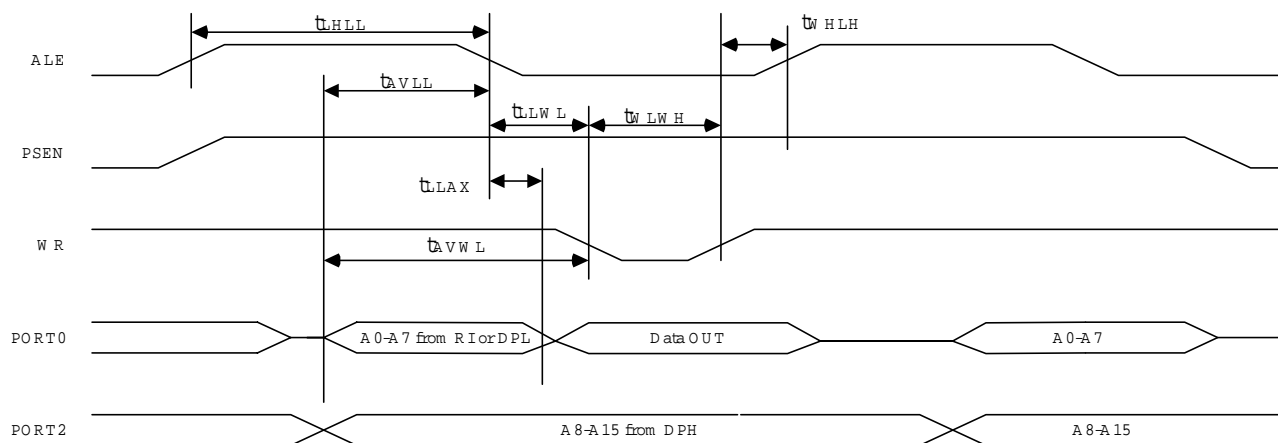 tLHLL
tWHLH
ALE
tAVLL
tLLWL
tWLWH
PSEN
tLLAX
WR
tAVWL
PORT0
A0-A7 from RI or DPL
Data OUT
A0-A7
PORT2
A8-A15 from DPH
A8-A15